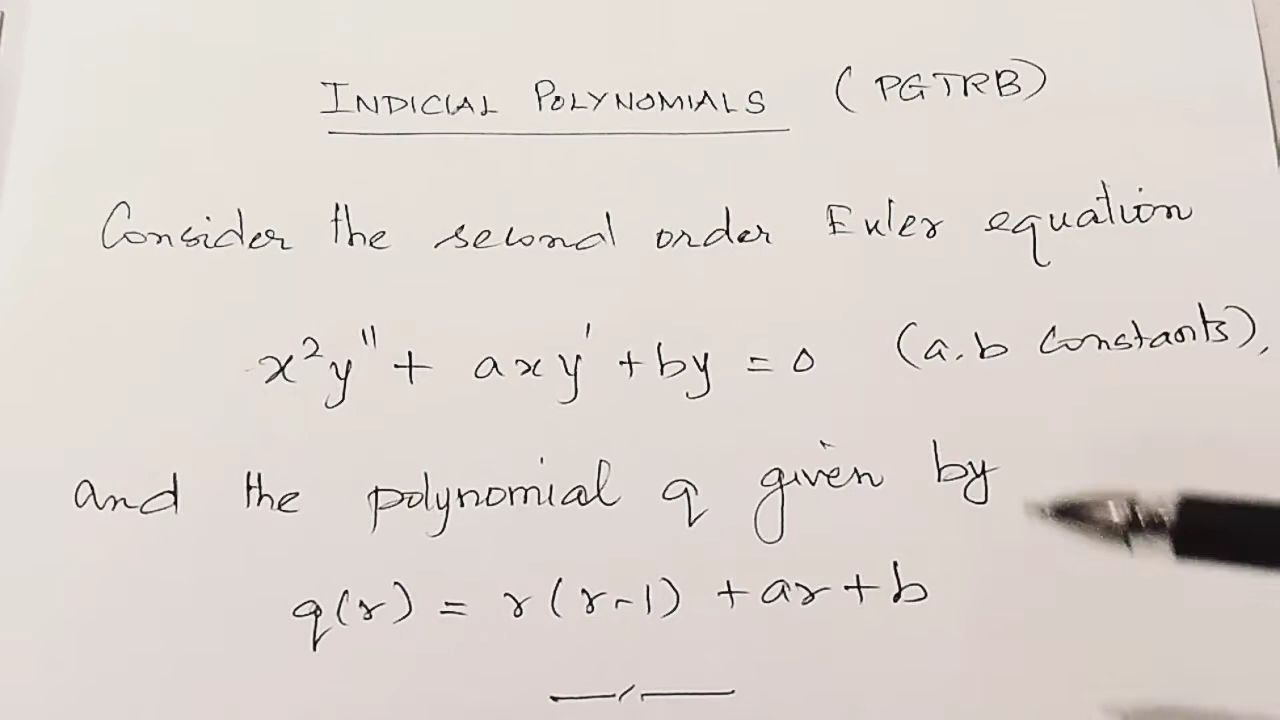 INDICIAL POLYNOMIALS (PGTRB)
Consider the second order Euler equation
x²y" + axy' + by = 0 (a.b constants),
and the polynomial q given by
q(r) = r(r-1) + ar + b